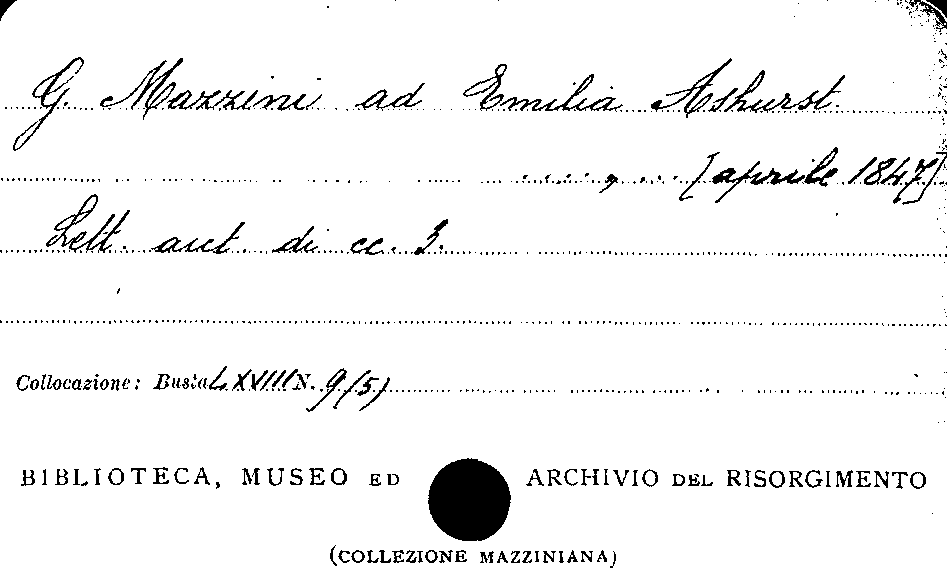 G. Mazzini ad Emilia Ashurst.
, [aprile 1847]
Lett. aut. di cc. 3.
Collocazione: Busta LXVIII N. 9(5)
BIBLIOTECA, MUSEO ED ARCHIVIO DEL RISORGIMENTO
(COLLEZIONE MAZZINIANA)